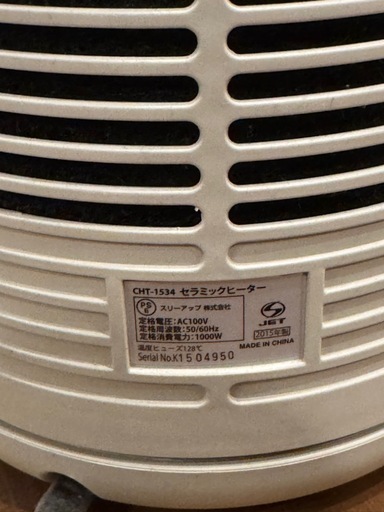 CHT-1534 セラミックヒーター
PS
E
スリーアップ 株式会社
定格電圧:AC100V
定格周波数:50/60Hz
定格消費電力:1000W
温度ヒューズ128℃
Serial No.K1504950
JET
2015年製
MADE IN CHINA